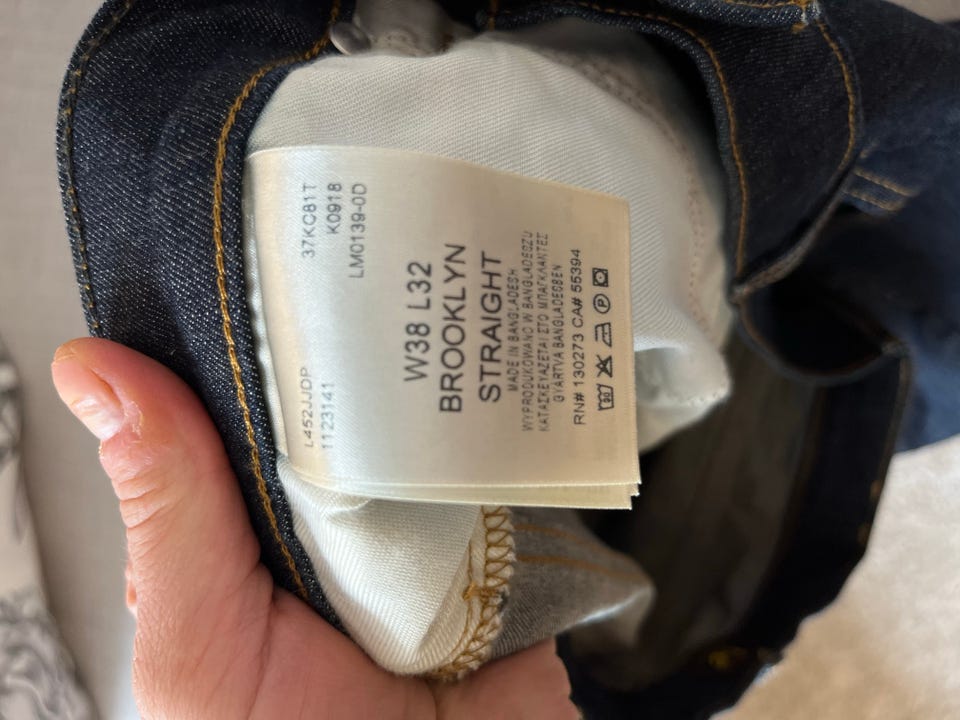 L452JJDP
1123141
37KC81T
K0918
LM0139-0D
W38 L32
BROOKLYN
STRAIGHT
MADE IN BANGLADESH
WYPRODUKOWANO W BANGLADESZU
ΚΑΤΑΣΚΕΥΑΖΕΤΑΙ ΣΤΟ ΜΠΑΓΚΛΑΝΤΕΣ
GYÁRTVA BANGLADESBEN
RN# 130273 CA# 55394